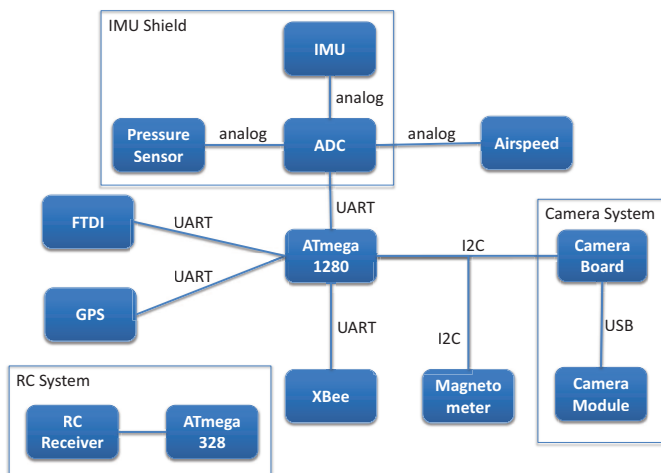 IMU Shield
IMU
analog
Pressure
Sensor
analog
ADC
analog
Airspeed
UART
FTDI
UART
ATmega
1280
I2C
Camera System
Camera
Board
UART
GPS
UART
I2C
USB
XBee
Magneto
meter
Camera
Module
RC System
RC
Receiver
ATmega
328